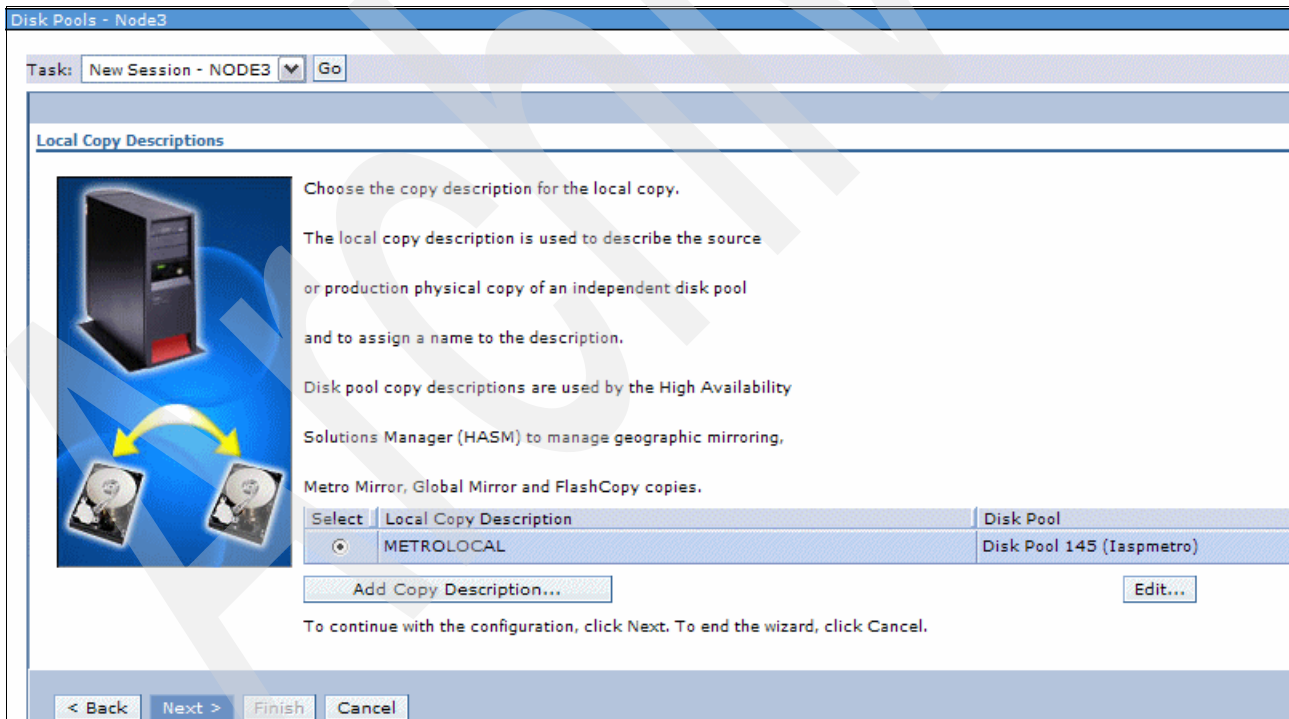 Disk Pools - Node3
Task: New Session - NODE3 Go
Local Copy Descriptions
Choose the copy description for the local copy.
The local copy description is used to describe the source
or production physical copy of an independent disk pool
and to assign a name to the description.
Disk pool copy descriptions are used by the High Availability
Solutions Manager (HASM) to manage geographic mirroring,
Metro Mirror, Global Mirror and FlashCopy copies.
Select Local Copy Description Disk Pool
METROLOCAL Disk Pool 145 (Iaspmetro)
Add Copy Description... Edit...
To continue with the configuration, click Next. To end the wizard, click Cancel.
< Back Next > Finish Cancel